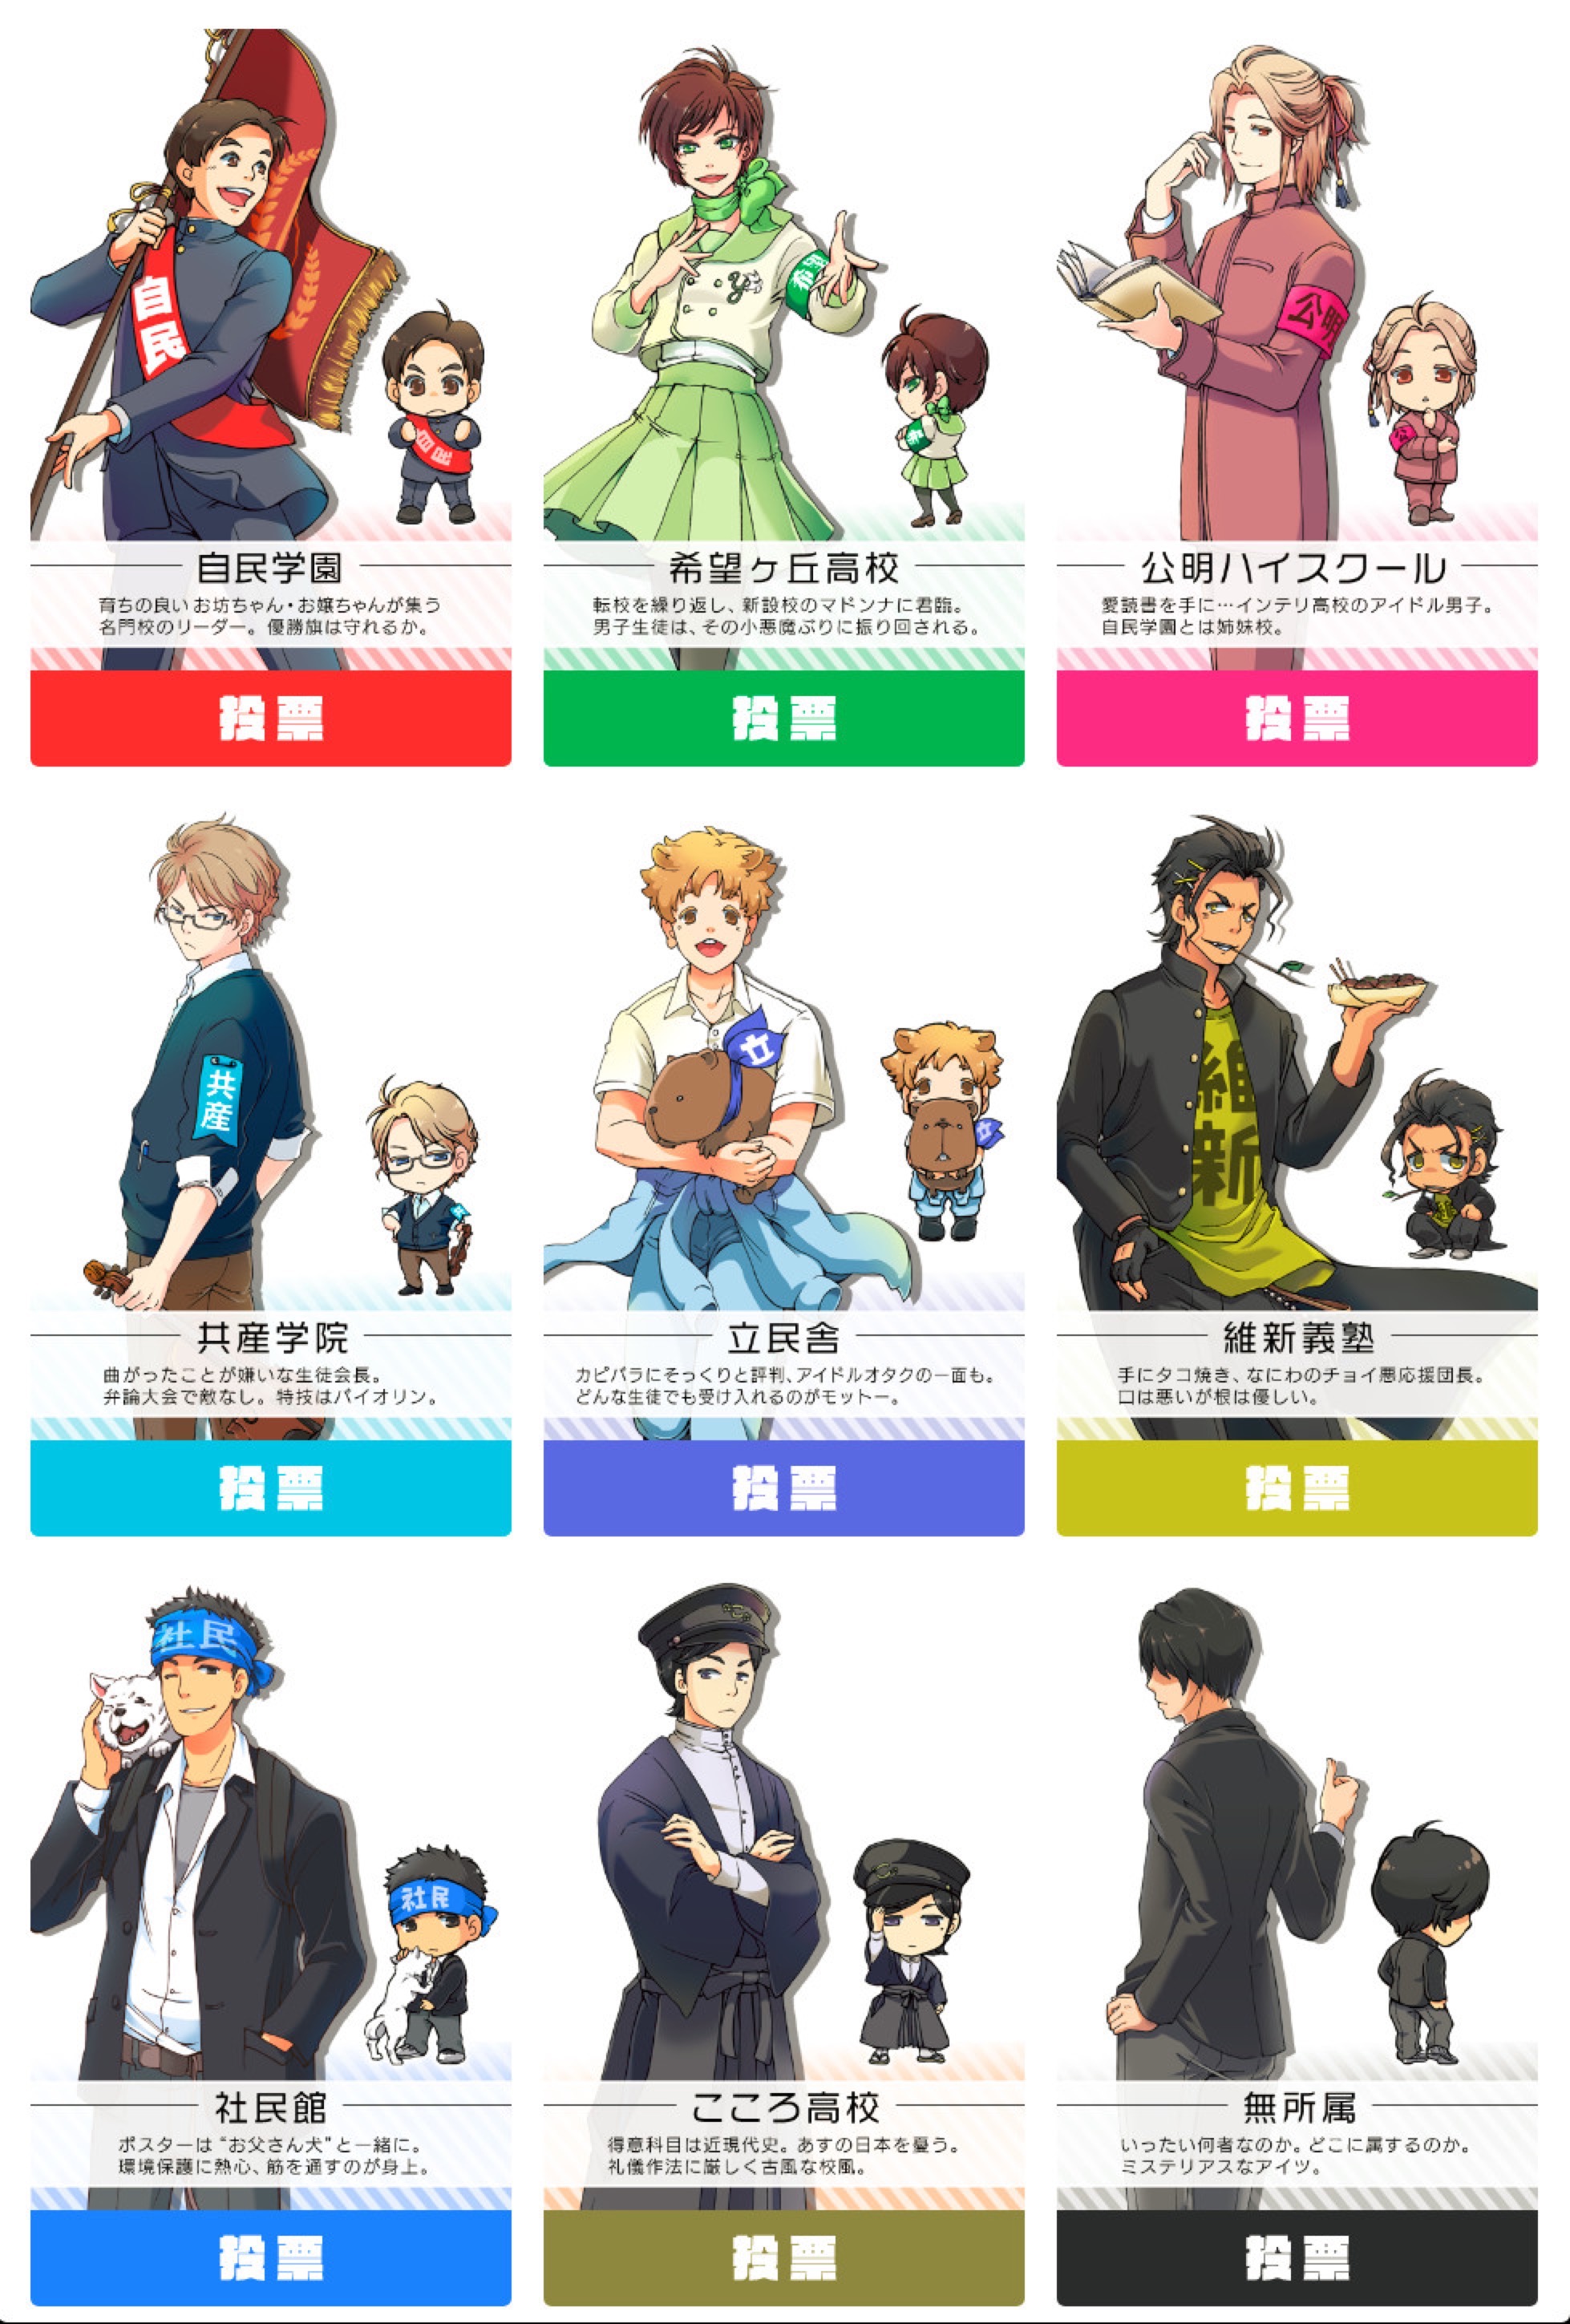 自民
自民
自民学園
育ちの良いお坊ちゃん・お嬢ちゃんが集う
名門校のリーダー。優勝旗は守れるか。
投票
希望
y
希望ヶ丘高校
転校を繰り返し、新設校のマドンナに君臨。
男子生徒は、その小悪魔ぶりに振り回される。
投票
公明
公
公明ハイスクール
愛読書を手に…インテリ高校のアイドル男子。
自民学園とは姉妹校。
投票
共産
共産学院
曲がったことが嫌いな生徒会長。
弁論大会で敵なし。特技はバイオリン。
投票
立
立
立民舎
カピバラにそっくりと評判、アイドルオタクの一面も。
どんな生徒でも受け入れるのがモットー。
投票
維新
維新義塾
手にタコ焼き、なにわのチョイ悪応援団長。
口は悪いが根は優しい。
投票
社民
社民
社民館
ポスターは“お父さん犬”と一緒に。
環境保護に熱心、筋を通すのが身上。
投票
こころ高校
得意科目は近現代史。あすの日本を憂う。
礼儀作法に厳しく古風な校風。
投票
無所属
いったい何者なのか。どこに属するのか。
ミステリアスなアイツ。
投票